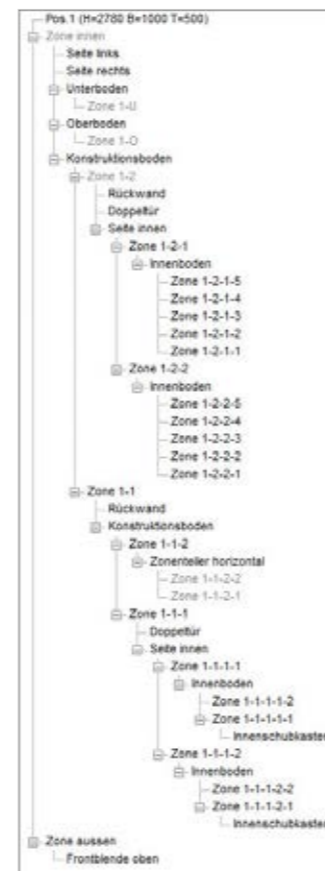 Pos.1 (H=2780 B=1000 T=500)
Zone innen
Seite links
Seite rechts
Unterboden
Zone 1-U
Oberboden
Zone 1-O
Konstruktionsboden
Zone 1-2
Rückwand
Doppeltür
Seite innen
Zone 1-2-1
Innenboden
Zone 1-2-1-5
Zone 1-2-1-4
Zone 1-2-1-3
Zone 1-2-1-2
Zone 1-2-1-1
Zone 1-2-2
Innenboden
Zone 1-2-2-5
Zone 1-2-2-4
Zone 1-2-2-3
Zone 1-2-2-2
Zone 1-2-2-1
Zone 1-1
Rückwand
Konstruktionsboden
Zone 1-1-2
Zonenteiler horizontal
Zone 1-1-2-2
Zone 1-1-2-1
Zone 1-1-1
Doppeltür
Seite innen
Zone 1-1-1-1
Innenboden
Zone 1-1-1-1-2
Zone 1-1-1-1-1
Innenschubkasten
Zone 1-1-1-2
Innenboden
Zone 1-1-1-2-2
Zone 1-1-1-2-1
Innenschubkasten
Zone aussen
Frontblende oben